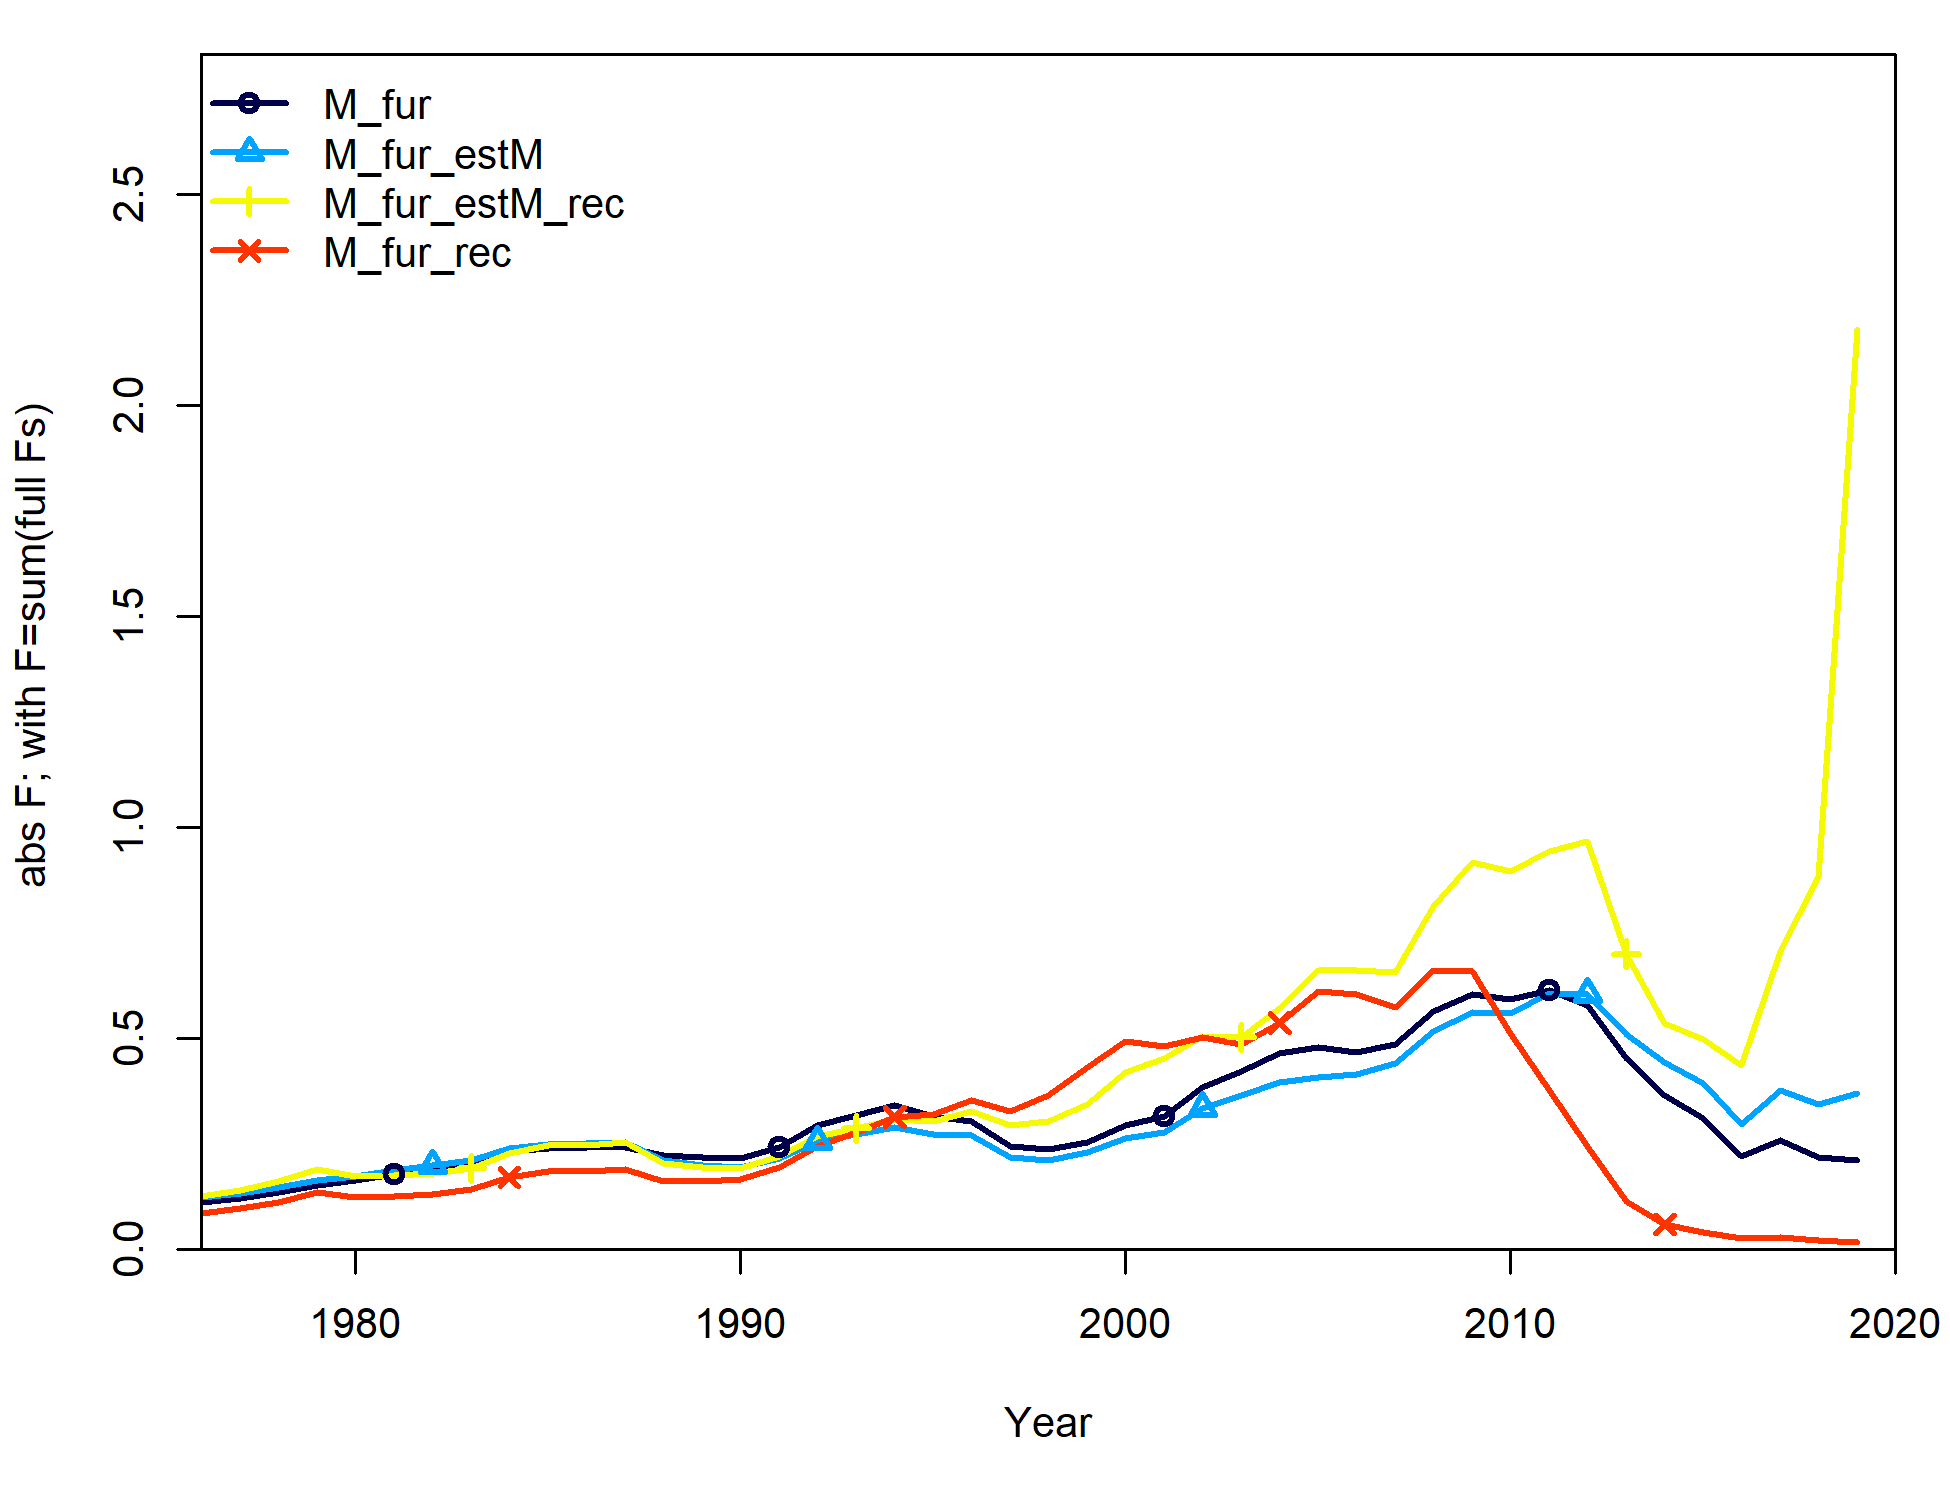 M_fur
M_fur_estM
M_fur_estM_rec
M_fur_rec
abs F; with F=sum(full Fs)
2.5
2.0
1.5
1.0
0.5
0.0
1980 1990 2000 2010 2020
Year